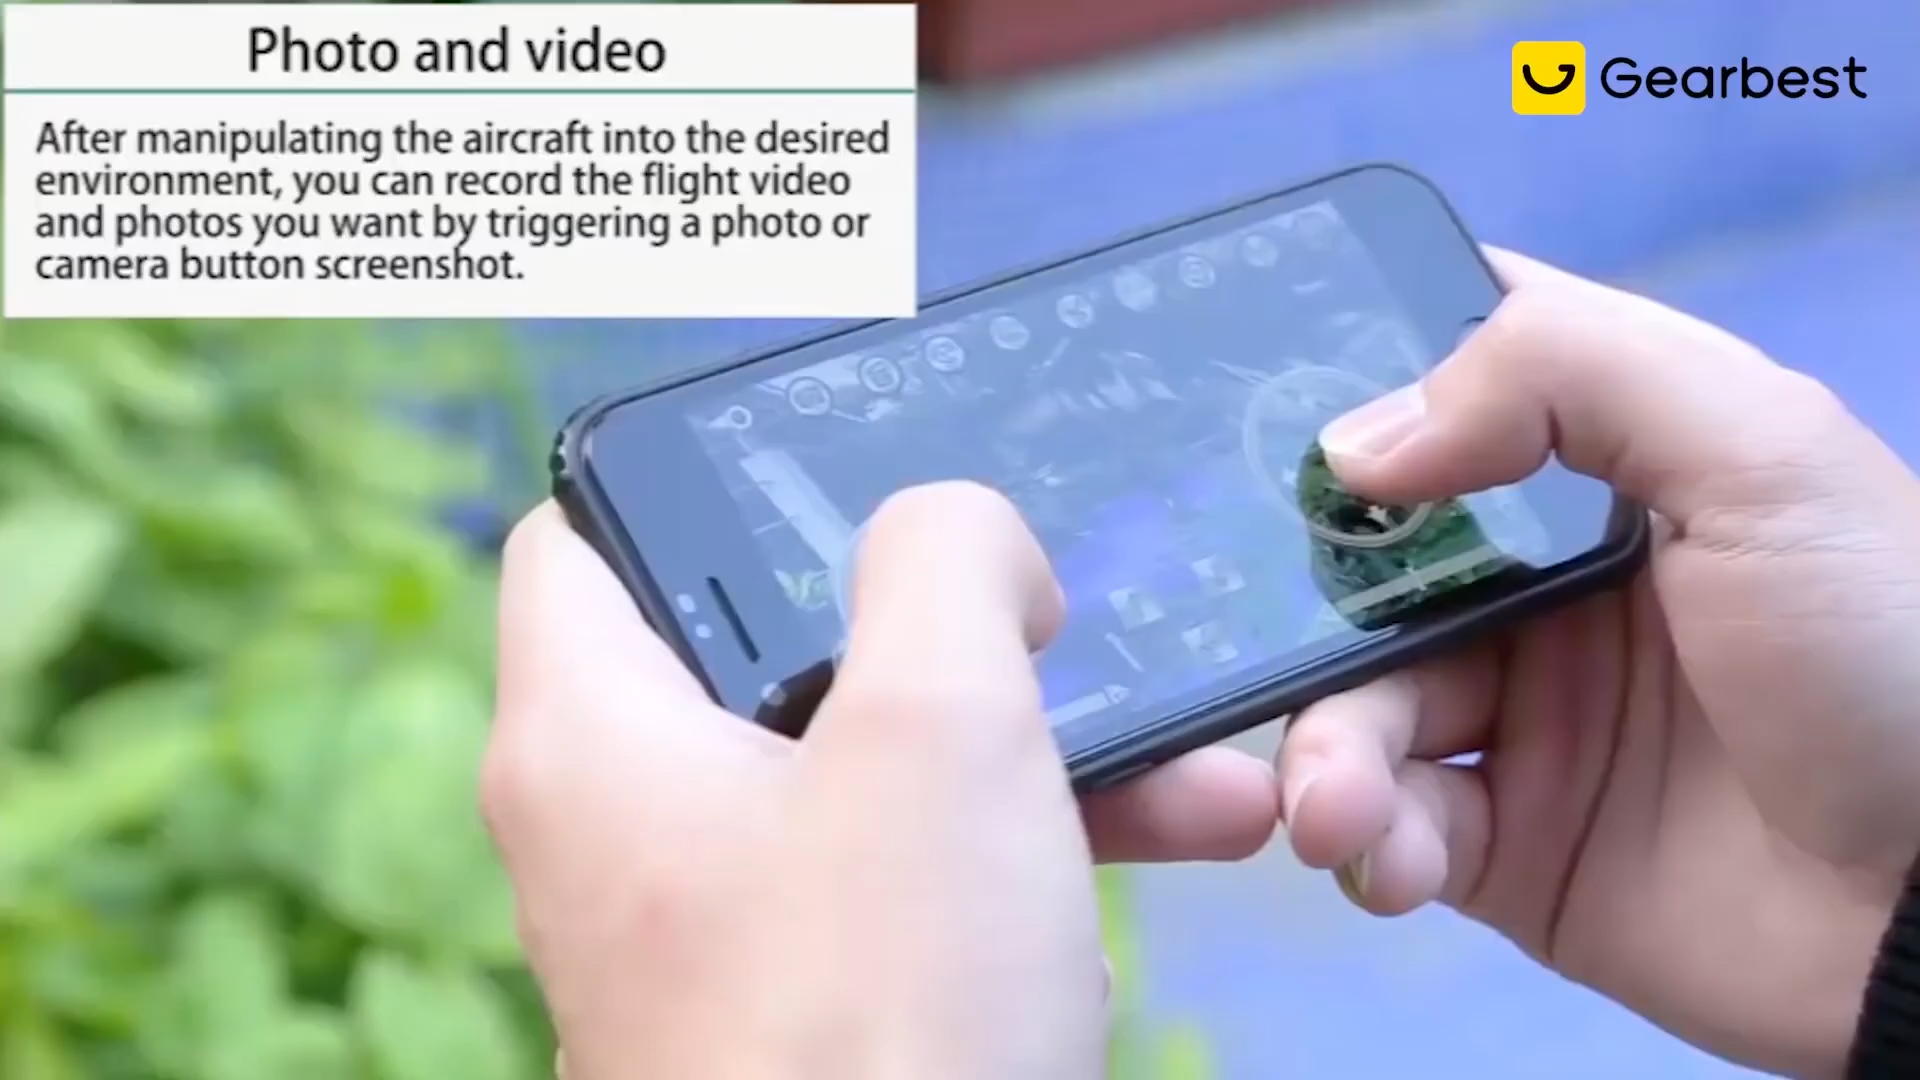 Photo and video
Gearbest
After manipulating the aircraft into the desired
environment, you can record the flight video
and photos you want by triggering a photo or
camera button screenshot.